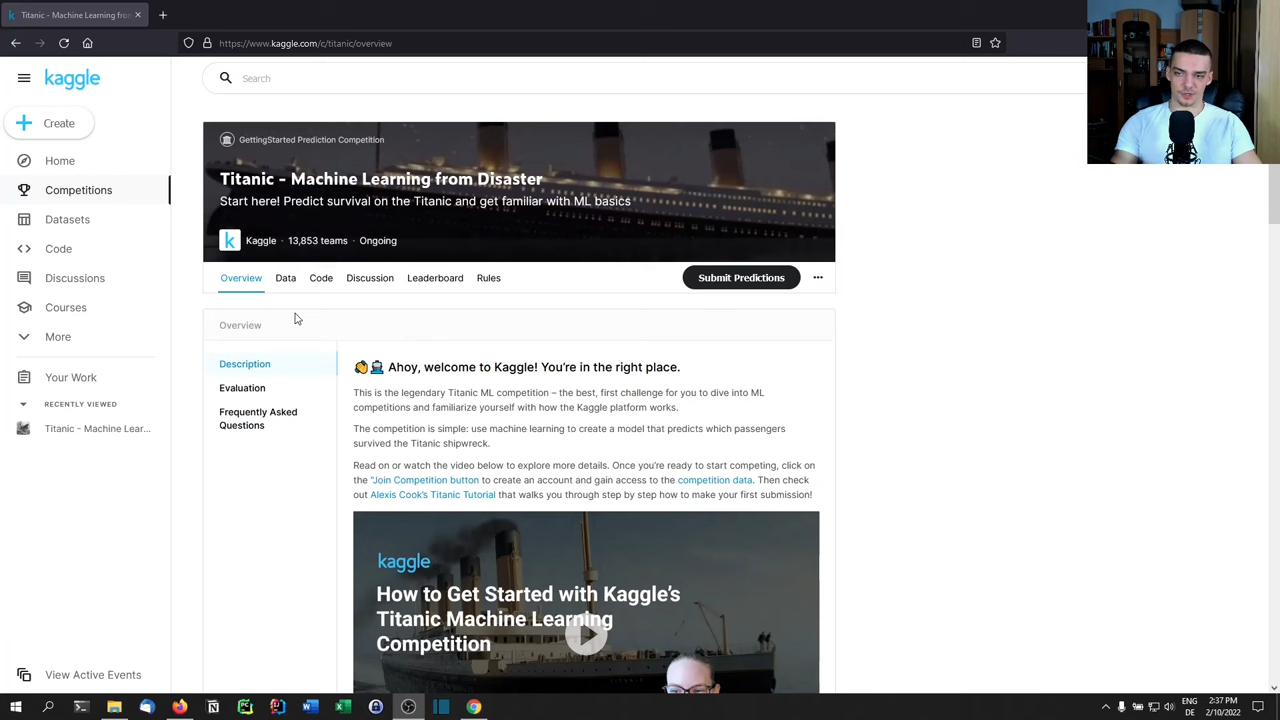 Titanic - Machine Learning from
https://www.kaggle.com/c/titanic/overview
kaggle
Search
Create
Home
Competitions
Datasets
Code
Discussions
Courses
More
Your Work
RECENTLY VIEWED
Titanic - Machine Lear...
View Active Events
GettingStarted Prediction Competition
Titanic - Machine Learning from Disaster
Start here! Predict survival on the Titanic and get familiar with ML basics
k Kaggle · 13,853 teams · Ongoing
Overview Data Code Discussion Leaderboard Rules Submit Predictions
Overview
Description
Evaluation
Frequently Asked
Questions
Ahoy, welcome to Kaggle! You're in the right place.
This is the legendary Titanic ML competition – the best, first challenge for you to dive into ML
competitions and familiarize yourself with how the Kaggle platform works.
The competition is simple: use machine learning to create a model that predicts which passengers
survived the Titanic shipwreck.
Read on or watch the video below to explore more details. Once you're ready to start competing, click on
the "Join Competition button to create an account and gain access to the competition data. Then check
out Alexis Cook's Titanic Tutorial that walks you through step by step how to make your first submission!
kaggle
How to Get Started with Kaggle's
Titanic Machine Learning
Competition
ENG
DE
2:37 PM
2/10/2022